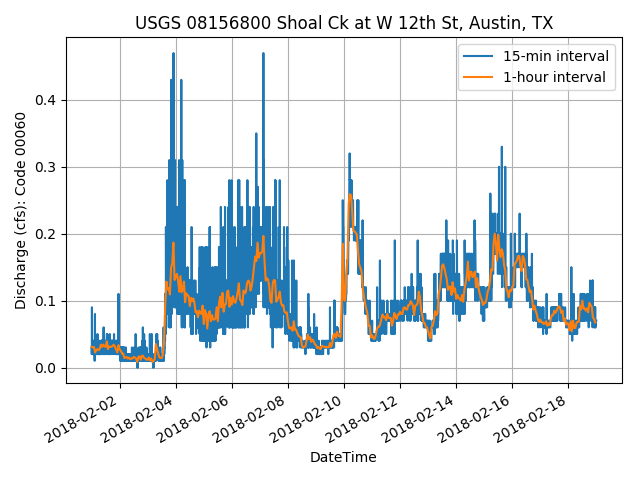 USGS 08156800 Shoal Ck at W 12th St, Austin, TX
15-min interval
1-hour interval
Discharge (cfs): Code 00060
0.4
0.3
0.2
0.1
0.0
2018-02-02
2018-02-04
2018-02-06
2018-02-08
2018-02-10
2018-02-12
2018-02-14
2018-02-16
2018-02-18
DateTime